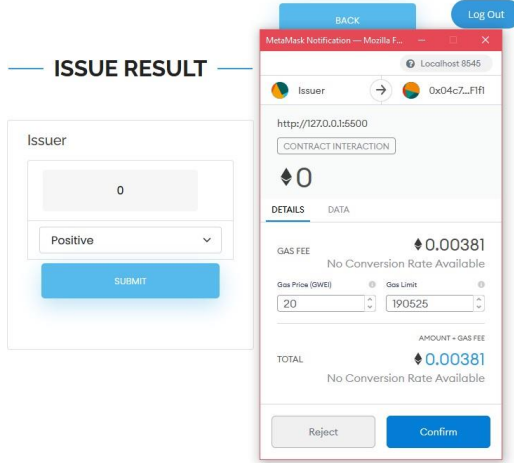 BACK
Log Out
ISSUE RESULT
Issuer
0
Positive
SUBMIT
MetaMask Notification — Mozilla F...
Localhost 8545
Issuer
0x04c7...F1f1
http://127.0.0.1:5500
CONTRACT INTERACTION
0
DETAILS DATA
GAS FEE
0.00381
No Conversion Rate Available
Gas Price (GWEI) Gas Limit
20 190525
AMOUNT + GAS FEE
TOTAL
0.00381
No Conversion Rate Available
Reject Confirm